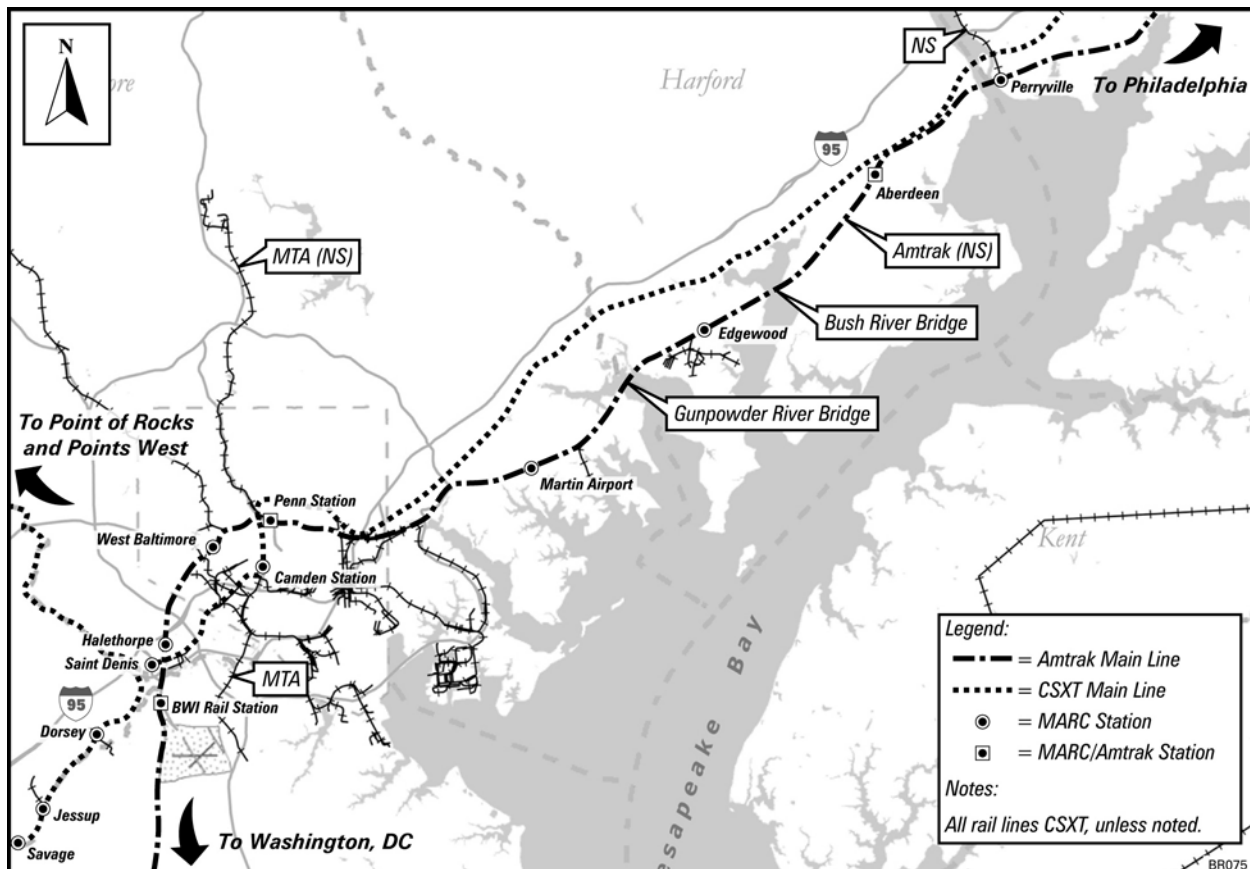 N
ore
Harford
NS
To Philadelphia
Perryville
95
Aberdeen
MTA (NS)
Amtrak (NS)
Bush River Bridge
Edgewood
Gunpowder River Bridge
To Point of Rocks
and Points West
Martin Airport
Penn Station
West Baltimore
Camden Station
Kent
Halethorpe
Saint Denis
MTA
95
BWI Rail Station
Dorsey
Jessup
Savage
To Washington, DC
esapeake Bay
Legend:
= Amtrak Main Line
= CSXT Main Line
= MARC Station
= MARC/Amtrak Station
Notes:
All rail lines CSXT, unless noted.
BR075